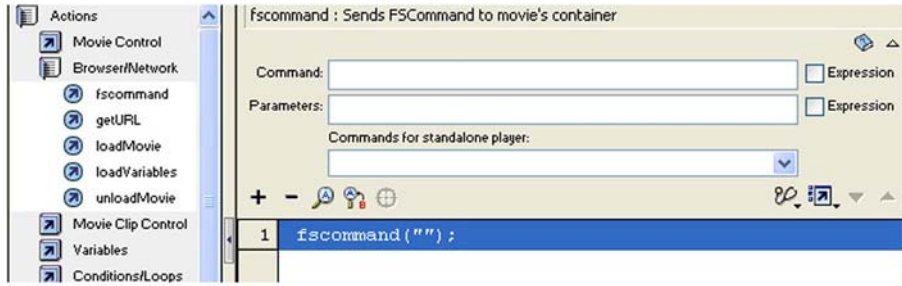 Actions
Movie Control
Browser/Network
fscommand
getURL
loadMovie
loadVariables
unloadMovie
Movie Clip Control
Variables
Conditions/Loops
fscommand : Sends FSCommand to movie's container
Command:
Expression
Parameters:
Expression
Commands for standalone player:
1 fscommand("");